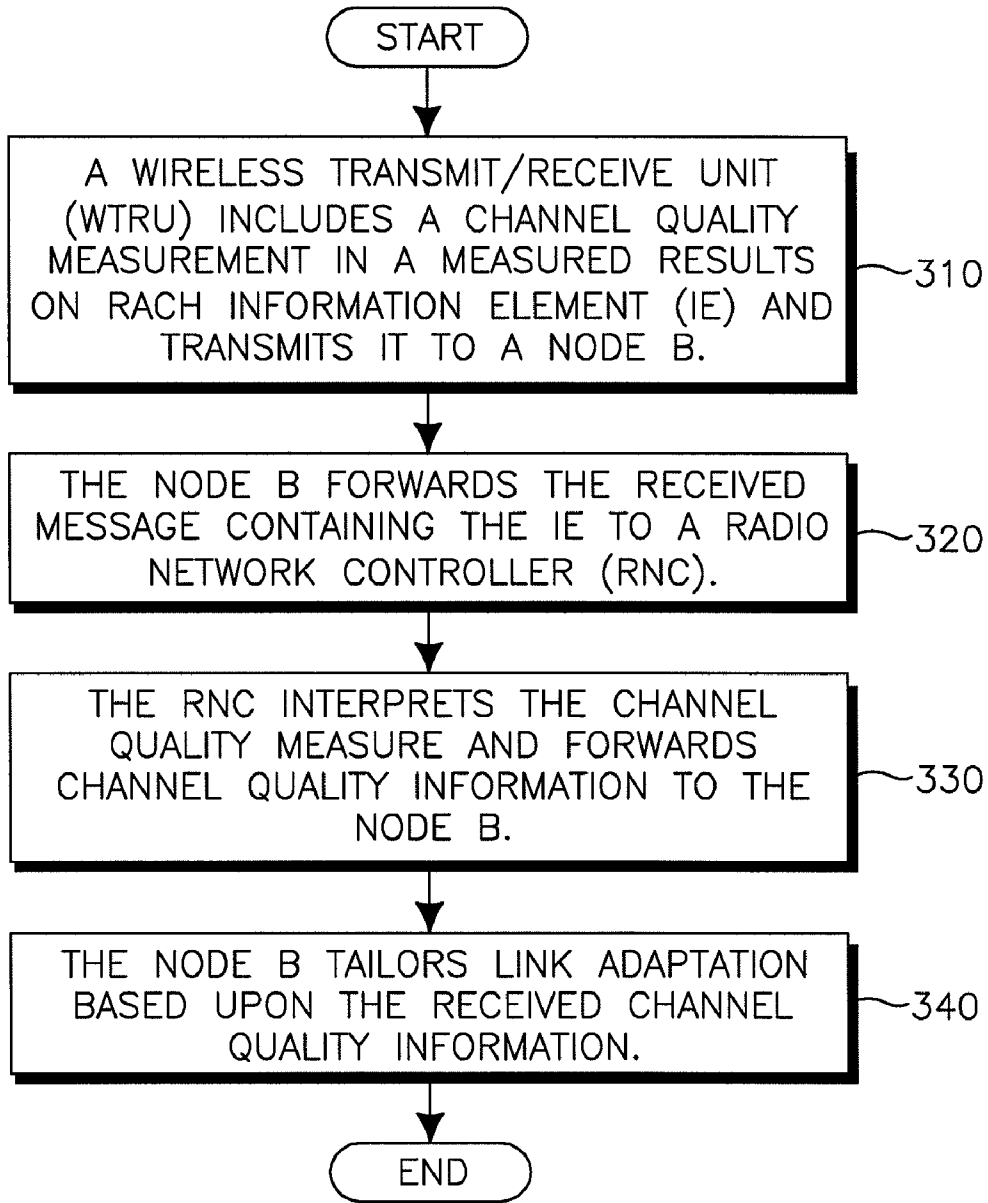 START
A WIRELESS TRANSMIT/RECEIVE UNIT
(WTRU) INCLUDES A CHANNEL QUALITY
MEASUREMENT IN A MEASURED RESULTS
ON RACH INFORMATION ELEMENT (IE) AND
TRANSMITS IT TO A NODE B.
310
THE NODE B FORWARDS THE RECEIVED
MESSAGE CONTAINING THE IE TO A RADIO
NETWORK CONTROLLER (RNC).
320
THE RNC INTERPRETS THE CHANNEL
QUALITY MEASURE AND FORWARDS
CHANNEL QUALITY INFORMATION TO THE
NODE B.
330
THE NODE B TAILORS LINK ADAPTATION
BASED UPON THE RECEIVED CHANNEL
QUALITY INFORMATION.
340
END